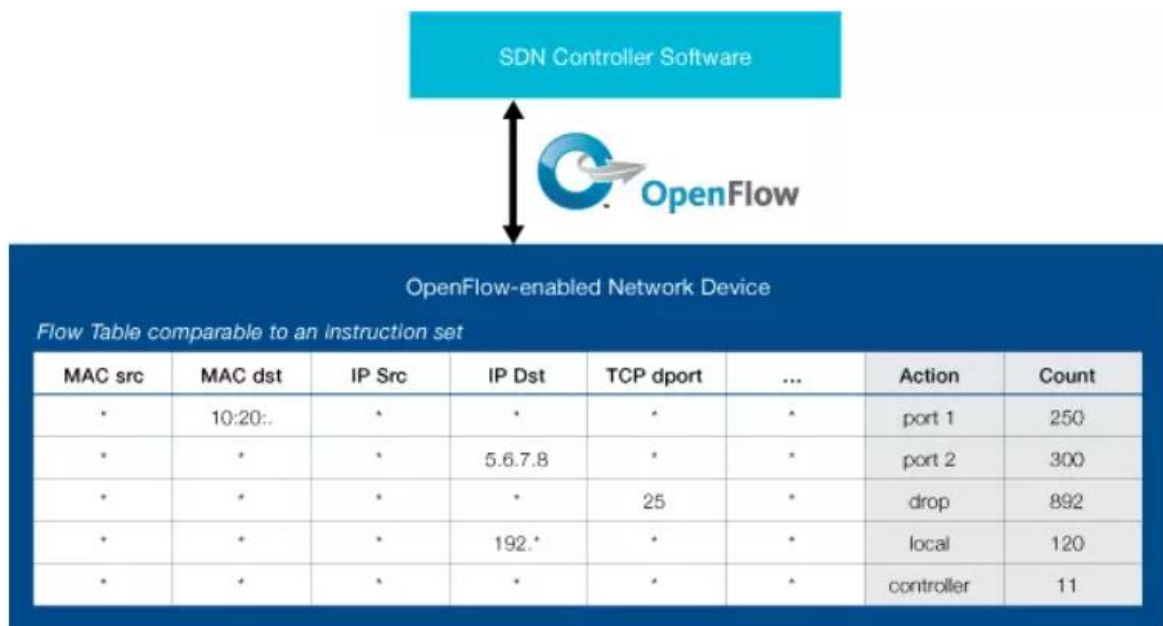 SDN Controller Software
OpenFlow
™
OpenFlow-enabled Network Device
Flow Table comparable to an instruction set
MAC src MAC dst IP Src IP Dst TCP dport ... Action Count
* 10:20:. * * * * port 1 250
* * * 5.6.7.8 * * port 2 300
* * * * 25 * drop 892
* * * 192.* * * local 120
* * * * * * controller 11